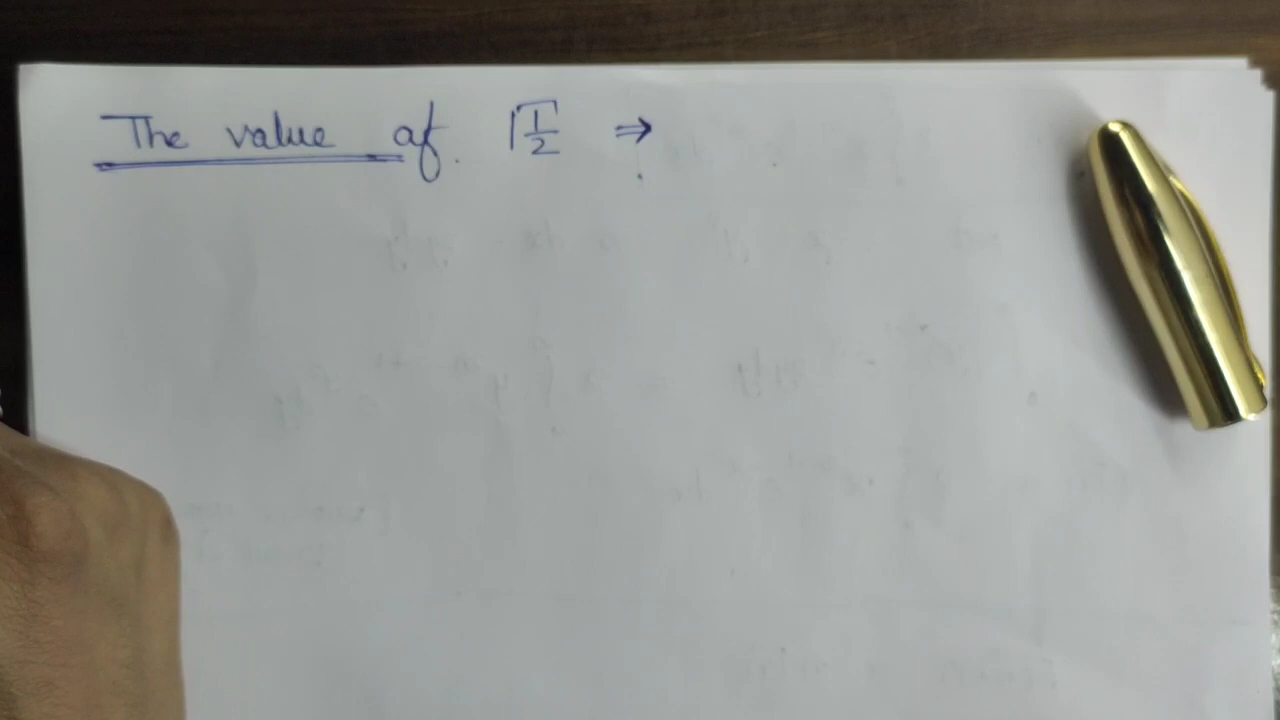 The value of Γ1/2 ⇒